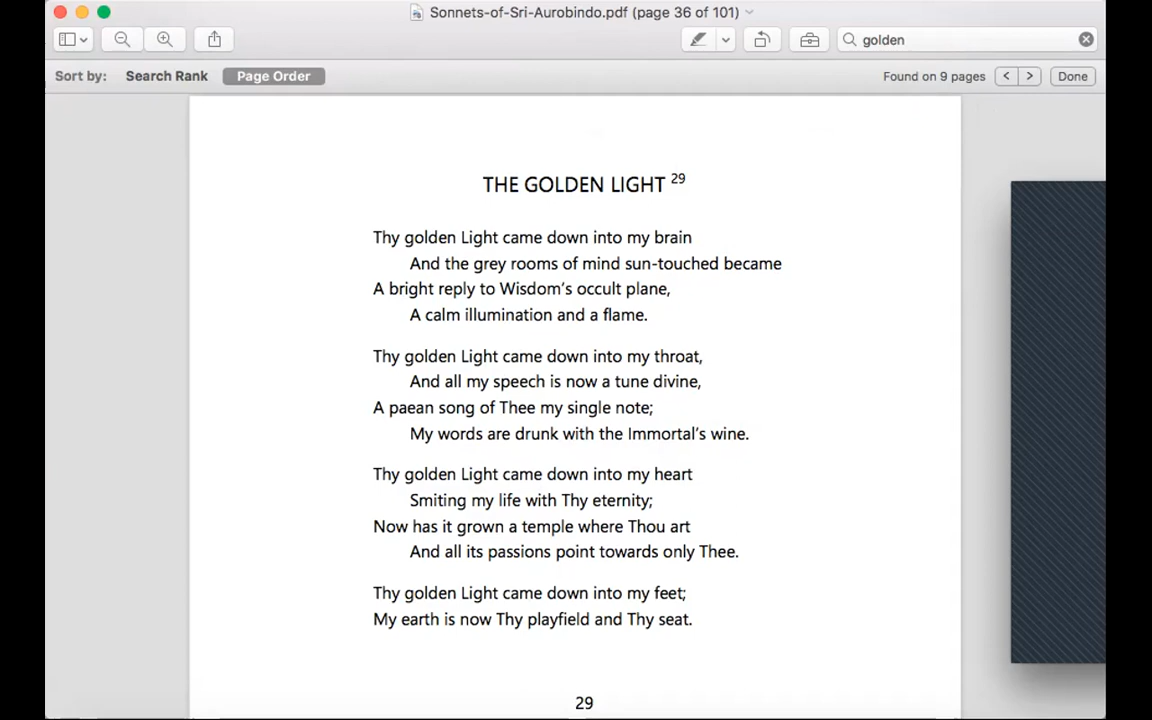 Sonnets-of-Sri-Aurobindo.pdf (page 36 of 101)
golden
Sort by: Search Rank Page Order Found on 9 pages < > Done
THE GOLDEN LIGHT 29
Thy golden Light came down into my brain
And the grey rooms of mind sun-touched became
A bright reply to Wisdom’s occult plane,
A calm illumination and a flame.
Thy golden Light came down into my throat,
And all my speech is now a tune divine,
A paean song of Thee my single note;
My words are drunk with the Immortal’s wine.
Thy golden Light came down into my heart
Smiting my life with Thy eternity;
Now has it grown a temple where Thou art
And all its passions point towards only Thee.
Thy golden Light came down into my feet;
My earth is now Thy playfield and Thy seat.
29